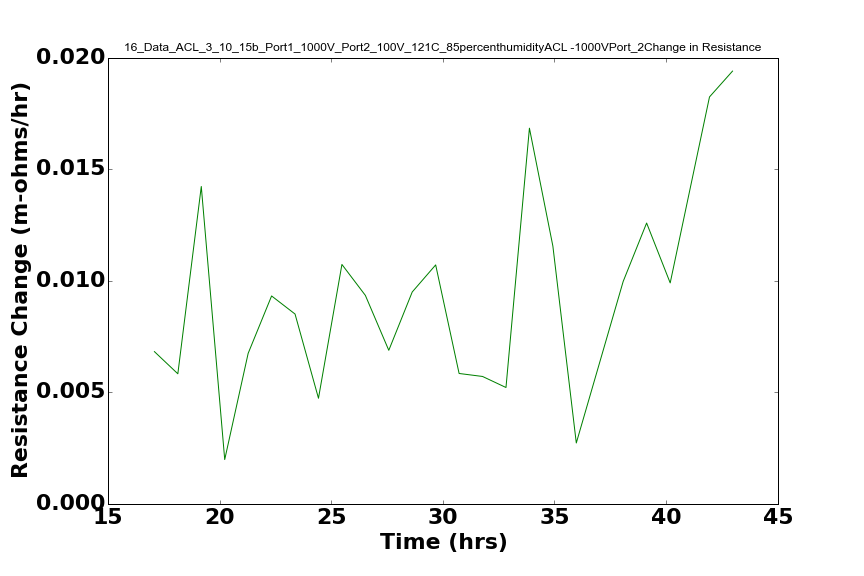 16_Data_ACL_3_10_15b_Port1_1000V_Port2_100V_121C_85percenthumidityACL -1000VPort_2Change in Resistance
0.020
0.015
0.010
0.005
0.000
Resistance Change (m-ohms/hr)
15 20 25 30 35 40 45
Time (hrs)